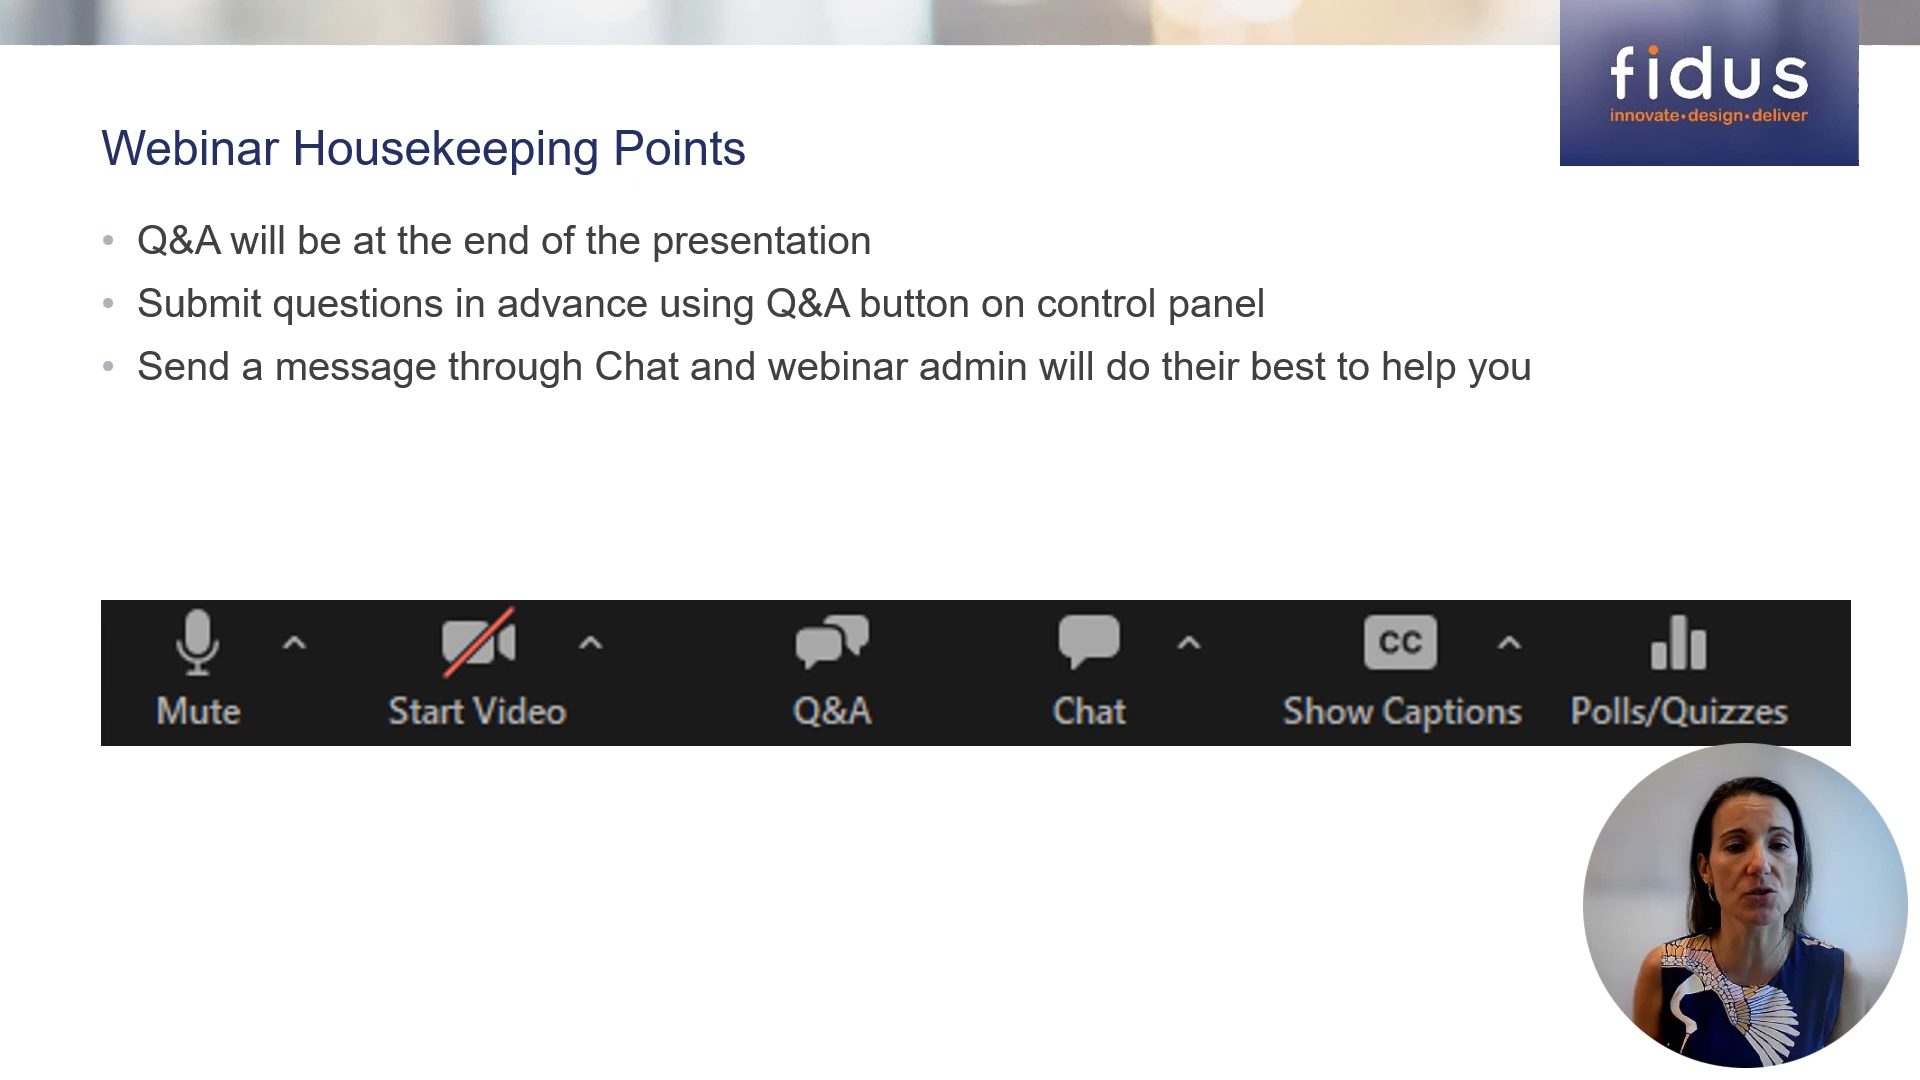 fidus
innovate•design•deliver
Webinar Housekeeping Points
• Q&A will be at the end of the presentation
• Submit questions in advance using Q&A button on control panel
• Send a message through Chat and webinar admin will do their best to help you
CC
Mute Start Video Q&A Chat Show Captions Polls/Quizzes